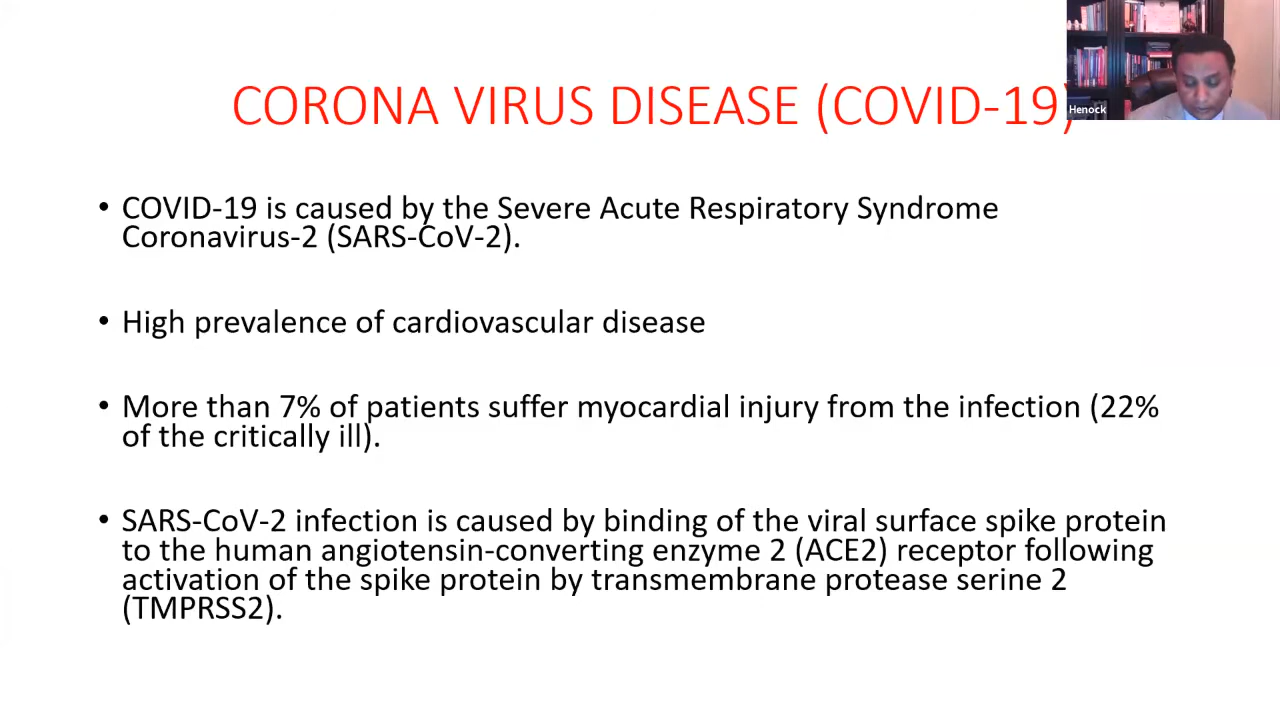 CORONA VIRUS DISEASE (COVID-19)
Henock
• COVID-19 is caused by the Severe Acute Respiratory Syndrome
Coronavirus-2 (SARS-CoV-2).
• High prevalence of cardiovascular disease
• More than 7% of patients suffer myocardial injury from the infection (22%
of the critically ill).
• SARS-CoV-2 infection is caused by binding of the viral surface spike protein
to the human angiotensin-converting enzyme 2 (ACE2) receptor following
activation of the spike protein by transmembrane protease serine 2
(TMPRSS2).